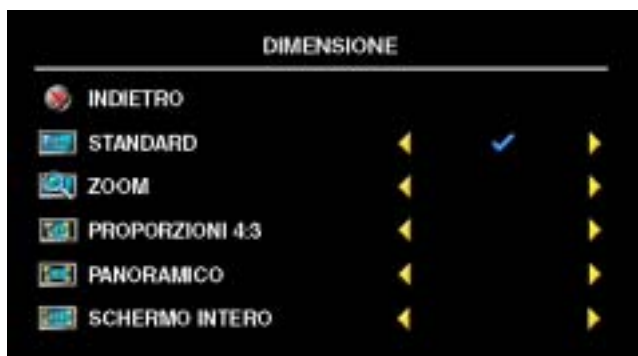 DIMENSIONE
INDIETRO
STANDARD
ZOOM
PROPORZIONI 4:3
PANORAMICO
SCHERMO INTERO